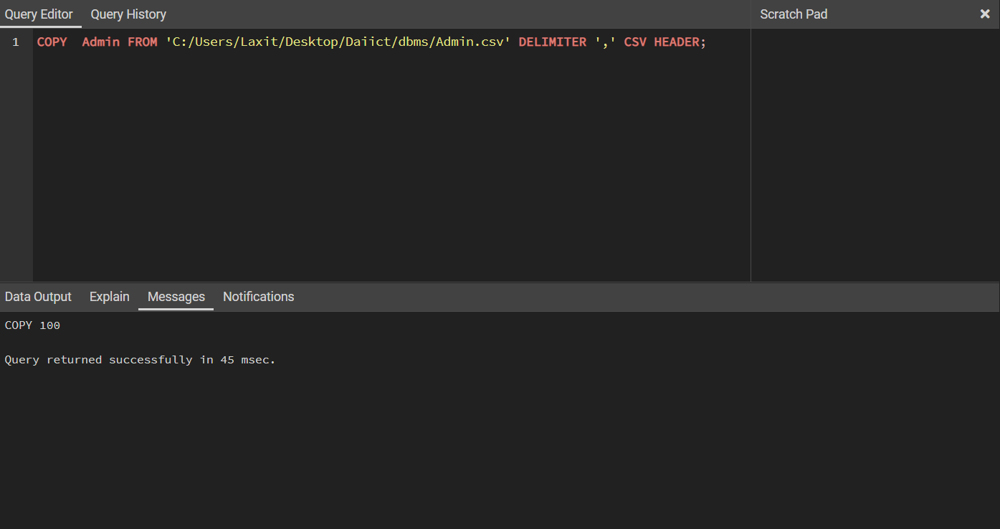 Query Editor Query History Scratch Pad ×
1 COPY  Admin FROM 'C:/Users/Laxit/Desktop/Daiict/dbms/Admin.csv' DELIMITER ',' CSV HEADER;
Data Output Explain Messages Notifications
COPY 100
Query returned successfully in 45 msec.